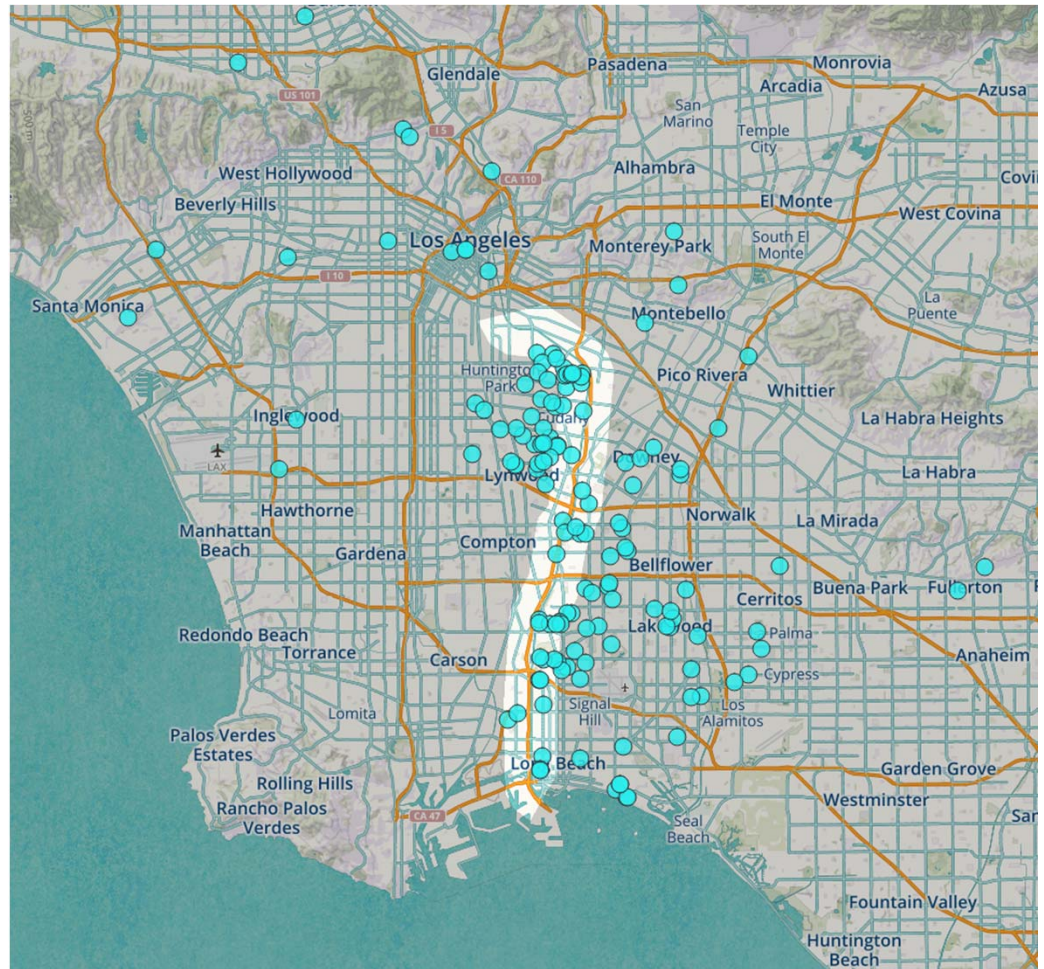 US 101
Glendale
Pasadena
Monrovia
Arcadia
Azusa
San
Marino
I 5
Temple
City
500 m
West Hollywood
CA 110
Alhambra
Beverly Hills
El Monte
West Covina
Los Angeles
Monterey Park
South El
Monte
I 10
Santa Monica
Montebello
La
Puente
Huntingto
Park
Pico Rivera
Whittier
Inglewood
Cudahy
La Habra Heights
LAX
Downey
Lynwood
La Habra
Hawthorne
Norwalk
La Mirada
Manhattan
Beach
Gardena
Compton
Bellflower
Buena Park
Fullerton
Cerritos
Redondo Beach
Torrance
Lakewood
Palma
Carson
Anaheim
Cypress
Lomita
Signal
Hill
Los
Alamitos
Palos Verdes
Estates
Long Beach
Garden Grove
Rolling Hills
Westminster
Rancho Palos
Verdes
CA 47
Seal
Beach
Fountain Valley
Huntington
Beach